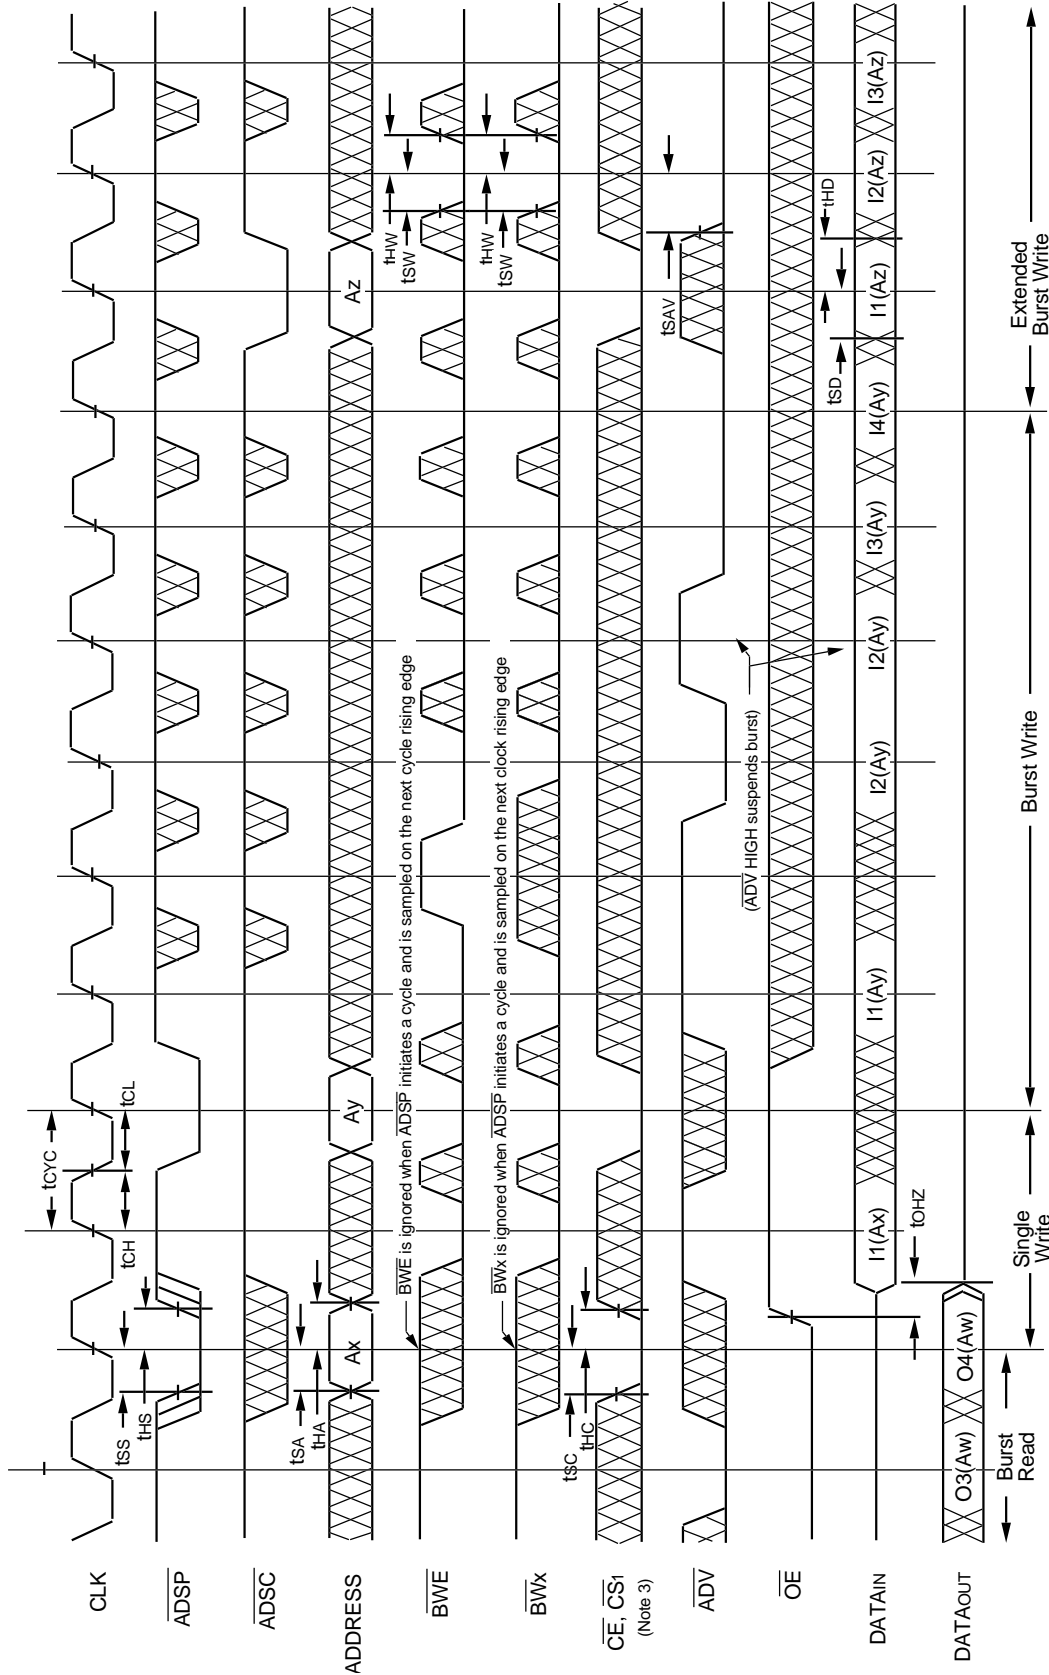 CLK
tSS
tHS
tCH
tCYC
tCL
ADSP
ADSC
ADDRESS
tSA
tHA
Ax
Ay
Az
BWE
BWE is ignored when ADSP initiates a cycle and is sampled on the next cycle rising edge
tHW
tSW
BWx
BWx is ignored when ADSP initiates a cycle and is sampled on the next clock rising edge
tHW
tSW
CE, CS1
(Note 3)
tSC
tHC
ADV
tSAV
(ADV HIGH suspends burst)
OE
tHD
tSD
DATAIN
I1(Ax)
I1(Ay)
I2(Ay)
I2(Ay)
I3(Ay)
I4(Ay)
I1(Az)
I2(Az)
I3(Az)
tOHZ
DATAOUT
O3(Aw)
O4(Aw)
Burst
Read
Single
Write
Burst Write
Extended
Burst Write